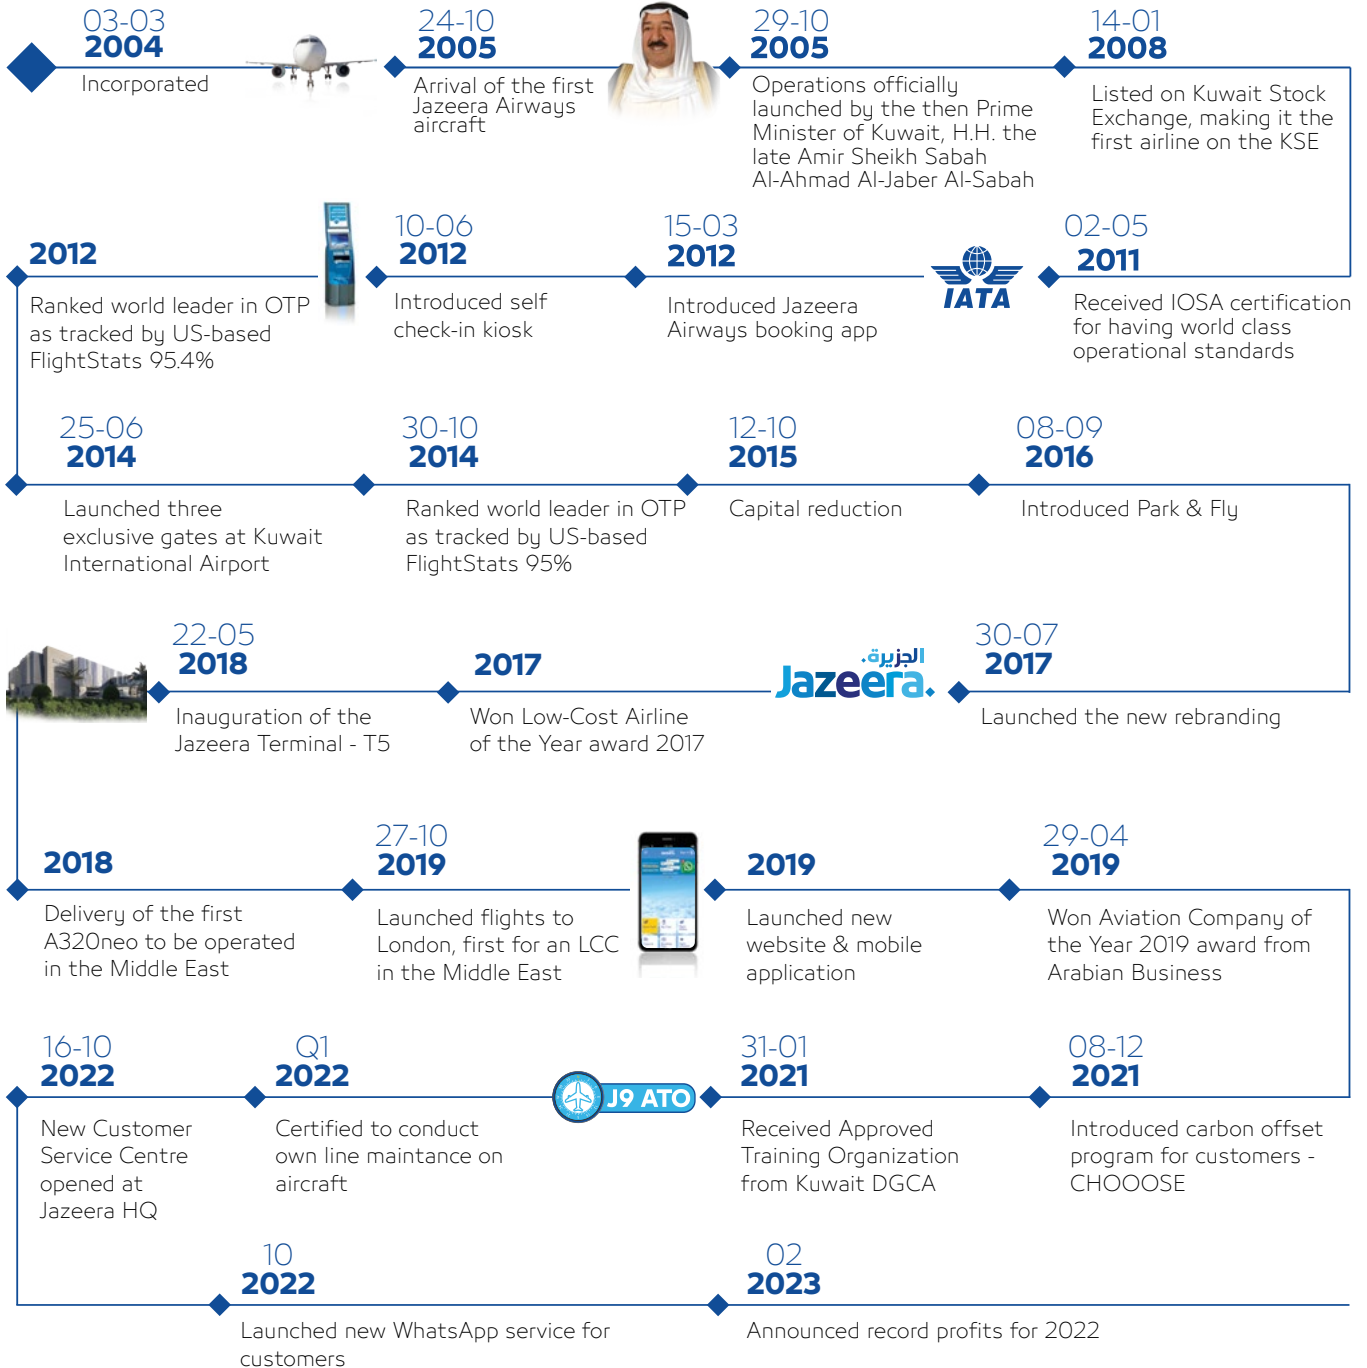 03-03
2004
Incorporated
24-10
2005
Arrival of the first
Jazeera Airways
aircraft
29-10
2005
Operations officially
launched by the then Prime
Minister of Kuwait, H.H. the
late Amir Sheikh Sabah
Al-Ahmad Al-Jaber Al-Sabah
14-01
2008
Listed on Kuwait Stock
Exchange, making it the
first airline on the KSE
2012
Ranked world leader in OTP
as tracked by US-based
FlightStats 95.4%
10-06
2012
Introduced self
check-in kiosk
15-03
2012
Introduced Jazeera
Airways booking app
IATA
02-05
2011
Received IOSA certification
for having world class
operational standards
25-06
2014
Launched three
exclusive gates at Kuwait
International Airport
30-10
2014
Ranked world leader in OTP
as tracked by US-based
FlightStats 95%
12-10
2015
Capital reduction
08-09
2016
Introduced Park & Fly
22-05
2018
Inauguration of the
Jazeera Terminal - T5
2017
Won Low-Cost Airline
of the Year award 2017
الجزيرة.
Jazeera.
30-07
2017
Launched the new rebranding
2018
Delivery of the first
A320neo to be operated
in the Middle East
27-10
2019
Launched flights to
London, first for an LCC
in the Middle East
2019
Launched new
website & mobile
application
29-04
2019
Won Aviation Company of
the Year 2019 award from
Arabian Business
16-10
2022
New Customer
Service Centre
opened at
Jazeera HQ
Q1
2022
Certified to conduct
own line maintance on
aircraft
J9 ATO
31-01
2021
Received Approved
Training Organization
from Kuwait DGCA
08-12
2021
Introduced carbon offset
program for customers -
CHOOOSE
10
2022
Launched new WhatsApp service for
customers
02
2023
Announced record profits for 2022